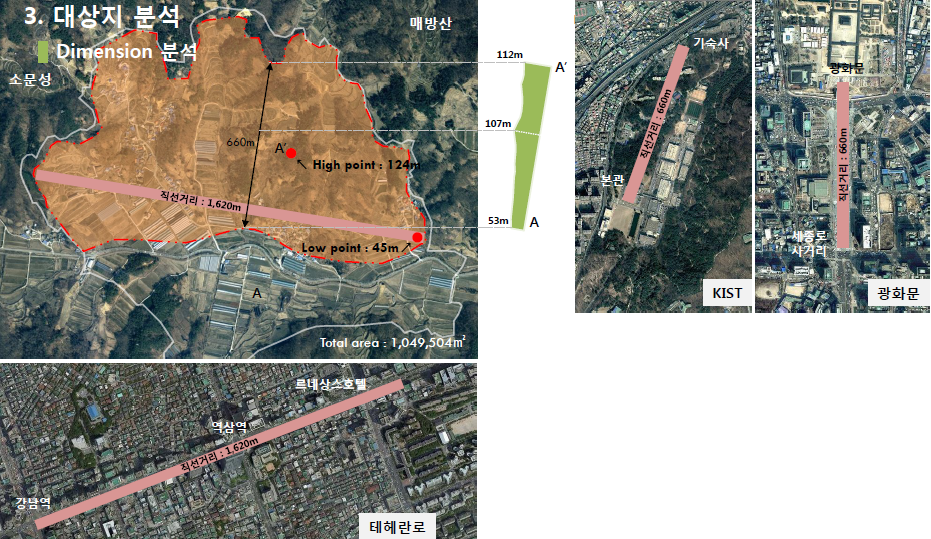 3. 대상지 분석
Dimension 분석
매방산
소문성
660m
A′
High point : 124m
직선거리 : 1,620m
Low point : 45m
A
Total area : 1,049,504㎡
112m
A′
107m
53m
A
기숙사
직선거리 : 660m
본관
KIST
광화문
직선거리 : 660m
세종로
사거리
광화문
르네상스호텔
역삼역
직선거리 : 1,620m
강남역
테헤란로